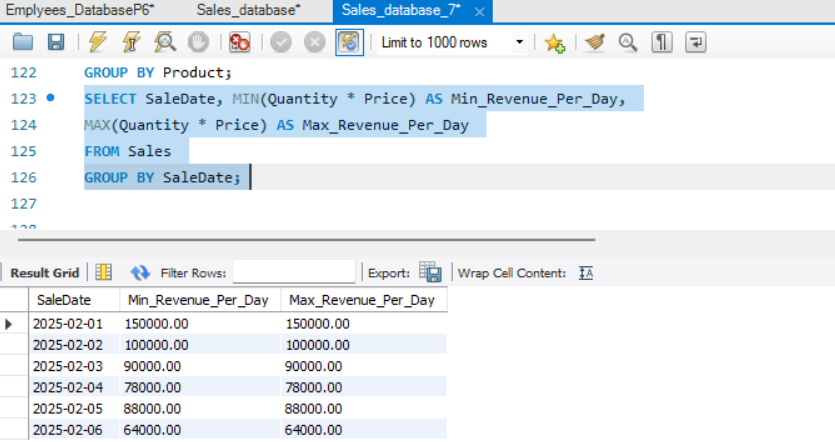 Emplyees_DatabaseP6* Sales_database* Sales_database_7* ×
Limit to 1000 rows
122 GROUP BY Product;
123 SELECT SaleDate, MIN(Quantity * Price) AS Min_Revenue_Per_Day,
124 MAX(Quantity * Price) AS Max_Revenue_Per_Day
125 FROM Sales
126 GROUP BY SaleDate;
127
Result Grid Filter Rows: Export: Wrap Cell Content:
SaleDate Min_Revenue_Per_Day Max_Revenue_Per_Day
2025-02-01 150000.00 150000.00
2025-02-02 100000.00 100000.00
2025-02-03 90000.00 90000.00
2025-02-04 78000.00 78000.00
2025-02-05 88000.00 88000.00
2025-02-06 64000.00 64000.00